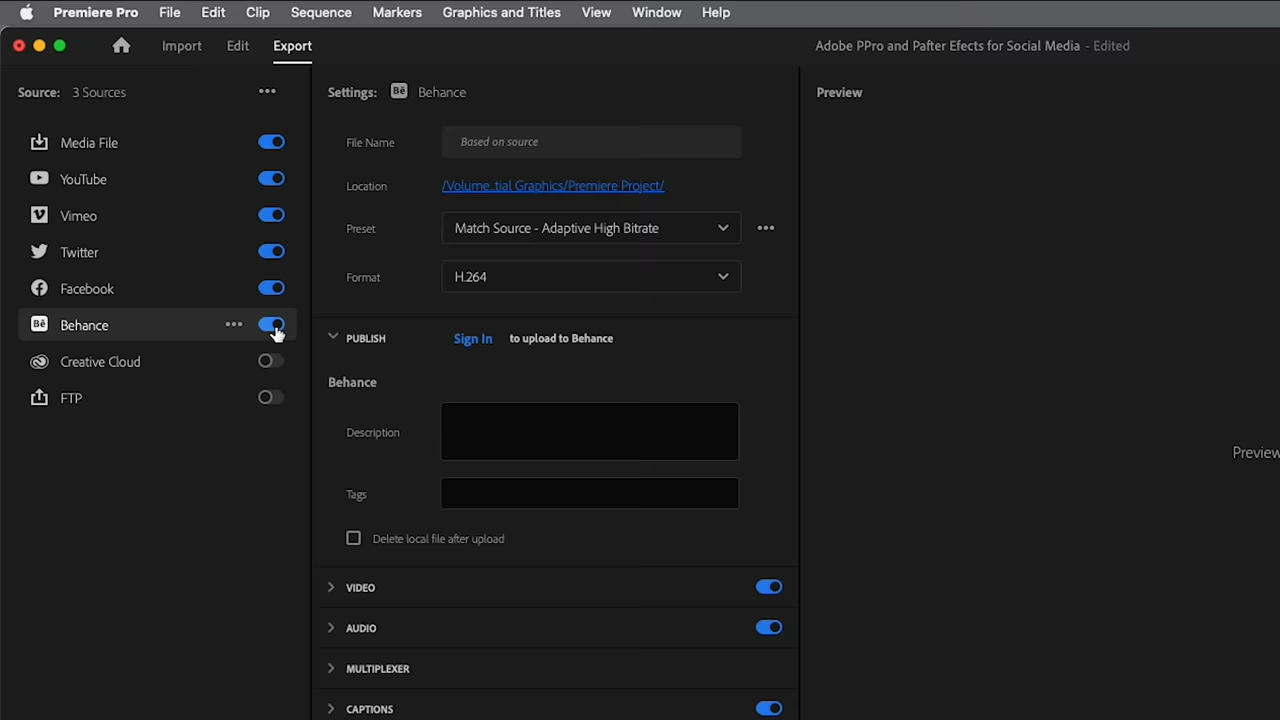 Premiere Pro File Edit Clip Sequence Markers Graphics and Titles View Window Help
Import Edit Export Adobe PPro and Pafter Efects for Social Media - Edited
Source: 3 Sources
Media File
YouTube
Vimeo
Twitter
Facebook
Bē Behance
Creative Cloud
FTP
Settings: Bē Behance
File Name Based on source
Location /Volume...tial Graphics/Premiere Project/
Preset Match Source - Adaptive High Bitrate
Format H.264
PUBLISH Sign In to upload to Behance
Behance
Description
Tags
Delete local file after upload
VIDEO
AUDIO
MULTIPLEXER
CAPTIONS
Preview
Preview